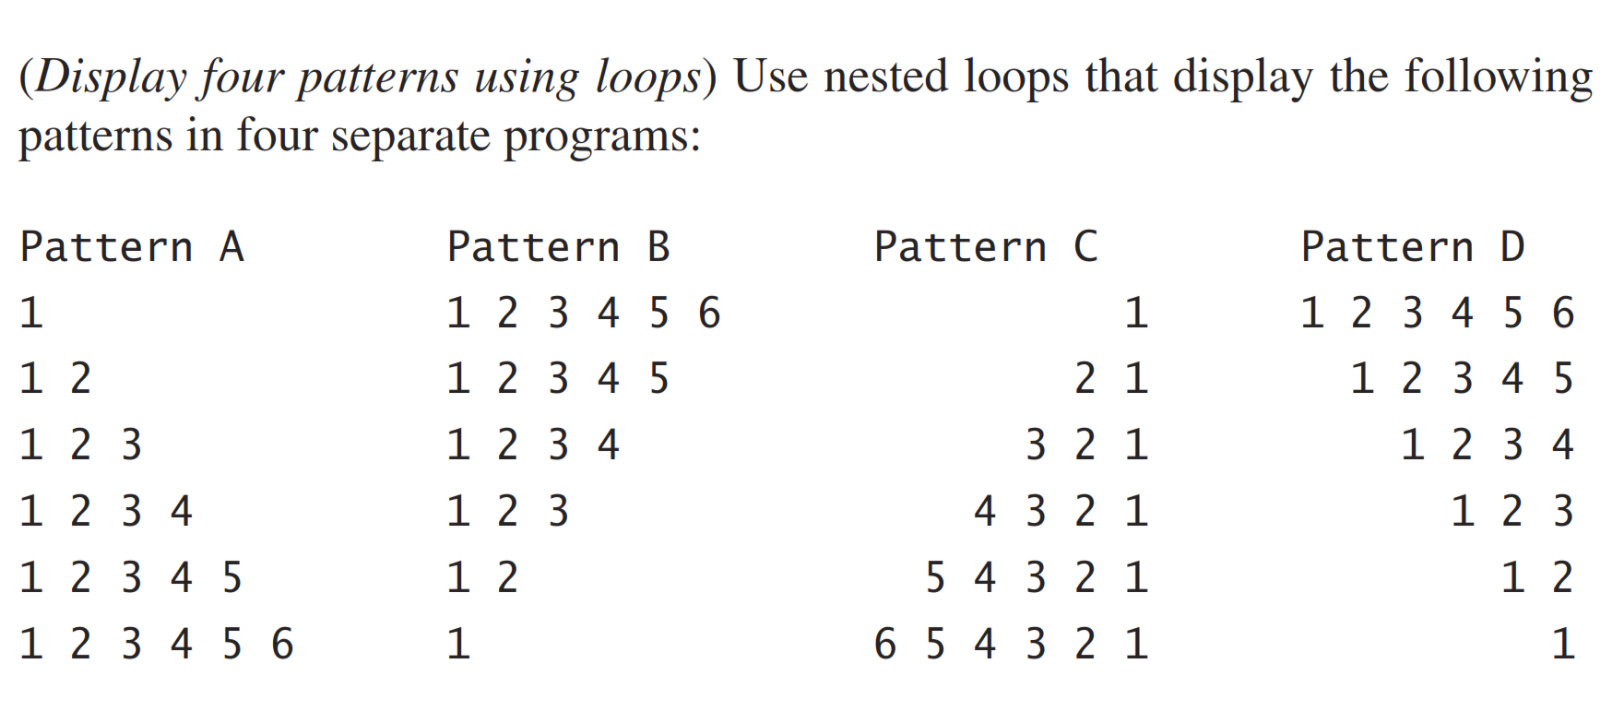 (Display four patterns using loops) Use nested loops that display the following
patterns in four separate programs:
Pattern A Pattern B Pattern C Pattern D
1 1 2 3 4 5 6 1 1 2 3 4 5 6
1 2 1 2 3 4 5 2 1 1 2 3 4 5
1 2 3 1 2 3 4 3 2 1 1 2 3 4
1 2 3 4 1 2 3 4 3 2 1 1 2 3
1 2 3 4 5 1 2 5 4 3 2 1 1 2
1 2 3 4 5 6 1 6 5 4 3 2 1 1